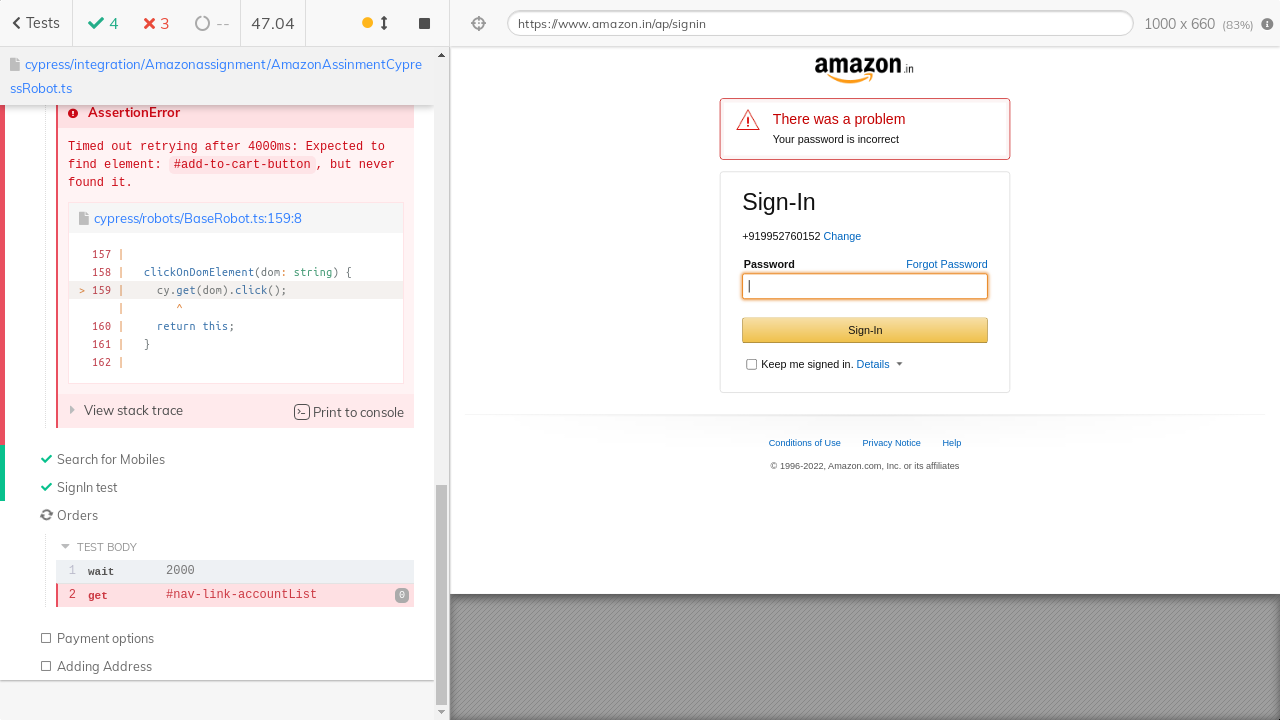 Tests
4
3
--
47.04
https://www.amazon.in/ap/signin
1000 x 660 (83%)
cypress/integration/Amazonassignment/AmazonAssinmentCypre
ssRobot.ts
AssertionError
Timed out retrying after 4000ms: Expected to
find element: #add-to-cart-button, but never
found it.
cypress/robots/BaseRobot.ts:159:8
157 |
158 | clickOnDomElement(dom: string) {
> 159 | cy.get(dom).click();
| ^
160 | return this;
161 | }
162 |
View stack trace
Print to console
Search for Mobiles
SignIn test
Orders
TEST BODY
1 wait 2000
2 get #nav-link-accountList 0
Payment options
Adding Address
amazon.in
There was a problem
Your password is incorrect
Sign-In
+919952760152 Change
Password Forgot Password
Sign-In
Keep me signed in. Details
Conditions of Use Privacy Notice Help
© 1996-2022, Amazon.com, Inc. or its affiliates